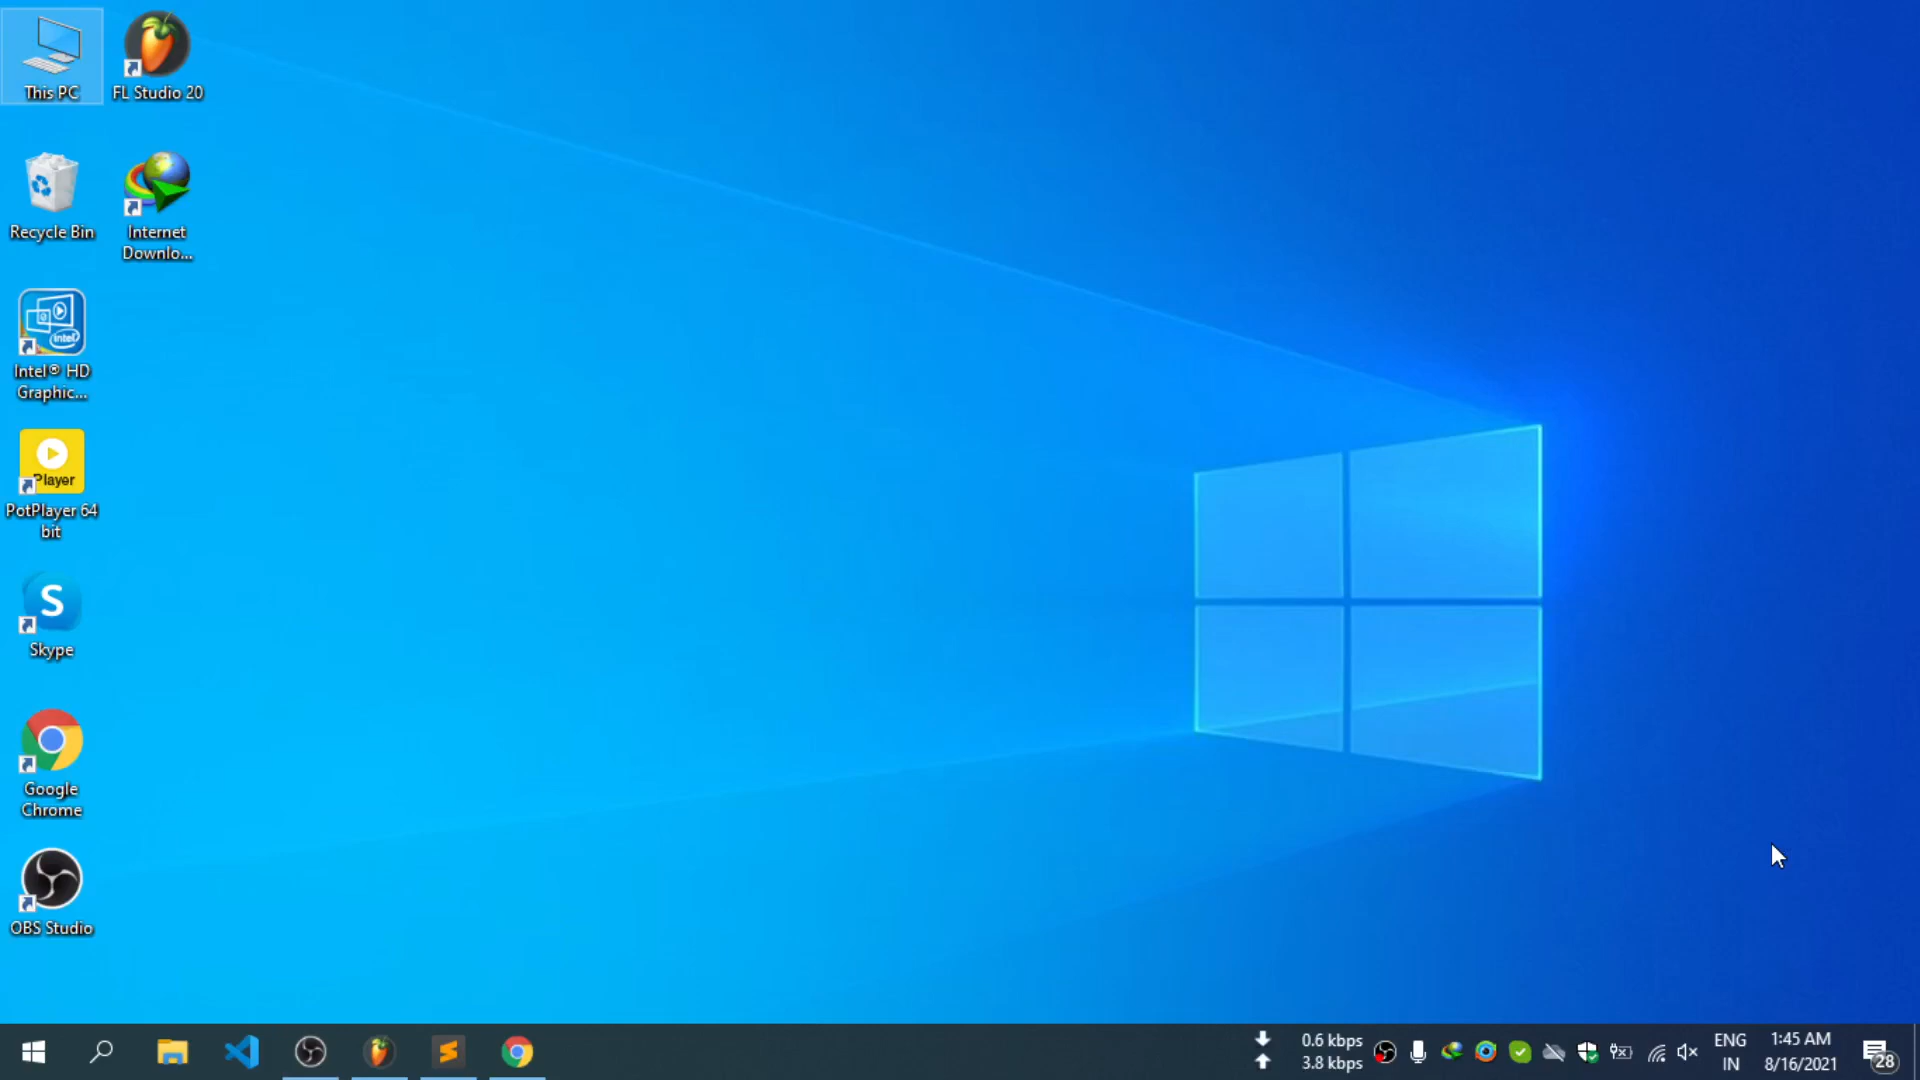 This PC
FL Studio 20
Recycle Bin
Internet
Downlo...
intel
Intel® HD
Graphic...
Player
PotPlayer 64
bit
S
Skype
Google
Chrome
OBS Studio
0.6 kbps
3.8 kbps
ENG
IN
1:45 AM
8/16/2021
28